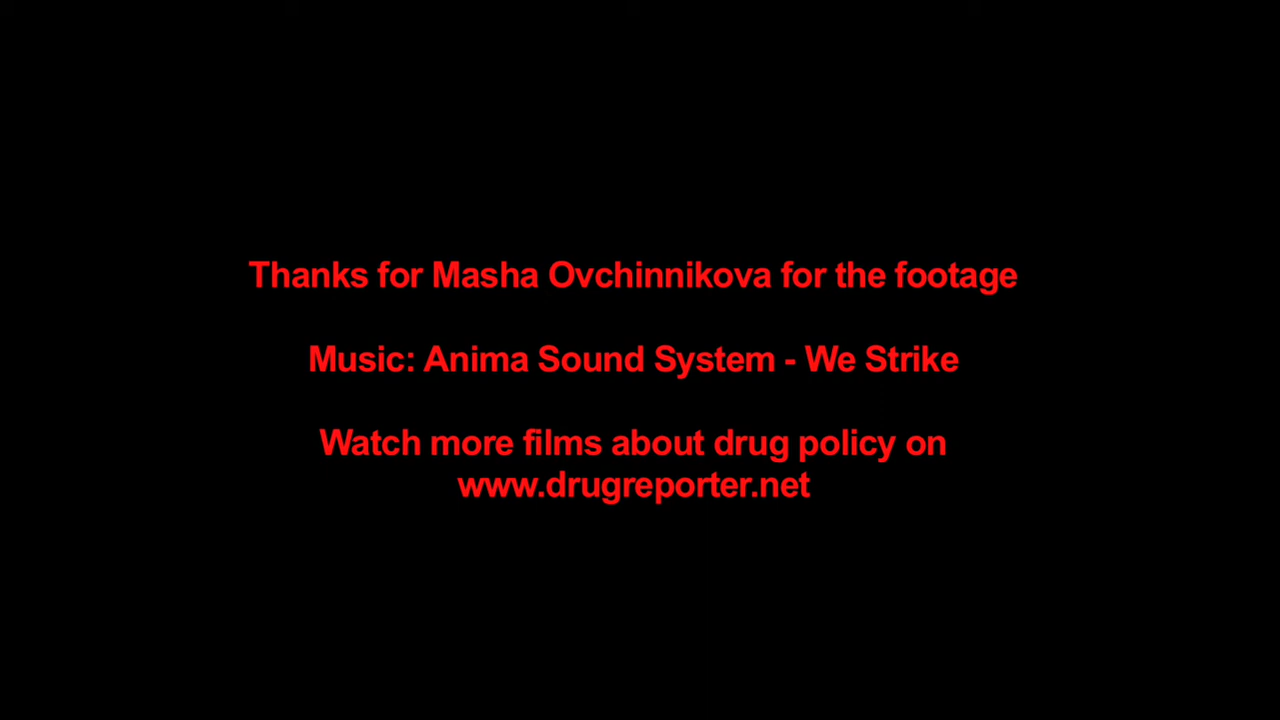 Thanks for Masha Ovchinnikova for the footage
Music: Anima Sound System - We Strike
Watch more films about drug policy on
www.drugreporter.net